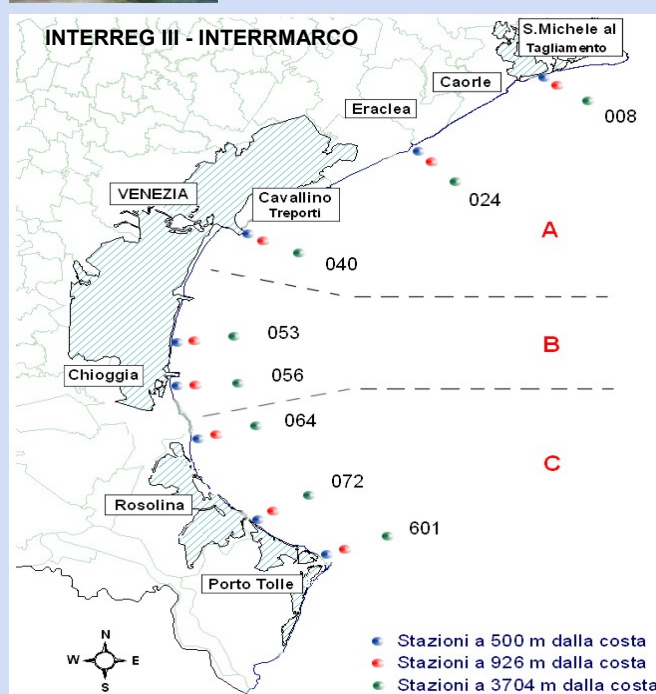 INTERREG III - INTERRMARCO
S.Michele al
Tagliamento
Caorle
Eraclea
008
024
VENEZIA
Cavallino
Treporti
A
040
053
B
056
Chioggia
064
C
072
Rosolina
601
Porto Tolle
N
W E
S
Stazioni a 500 m dalla costa
Stazioni a 926 m dalla costa
Stazioni a 3704 m dalla costa